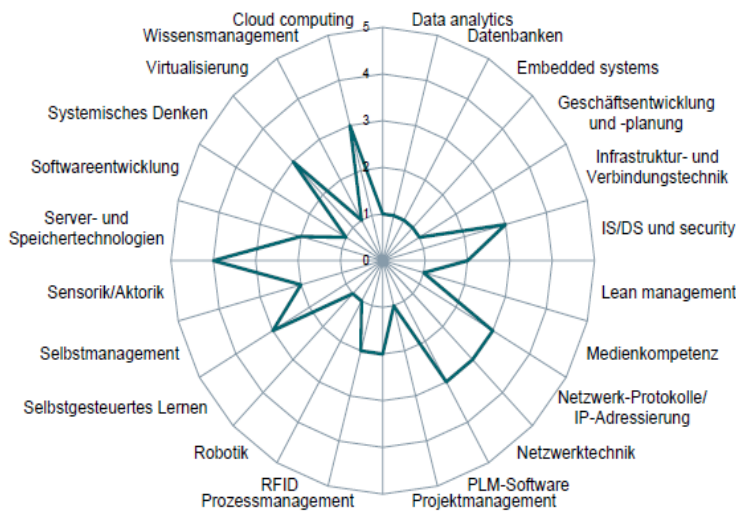 Cloud computing
Data analytics
Wissensmanagement
Datenbanken
Virtualisierung
Embedded systems
Systemisches Denken
Geschäftsentwicklung
und -planung
Softwareentwicklung
Infrastruktur- und
Verbindungstechnik
Server- und
Speichertechnologien
IS/DS und security
Sensorik/Aktorik
Lean management
Selbstmanagement
Medienkompetenz
Selbstgesteuertes Lernen
Netzwerk-Protokolle/
IP-Adressierung
Robotik
Netzwerktechnik
RFID
PLM-Software
Prozessmanagement
Projektmanagement
5
4
3
2
1
0